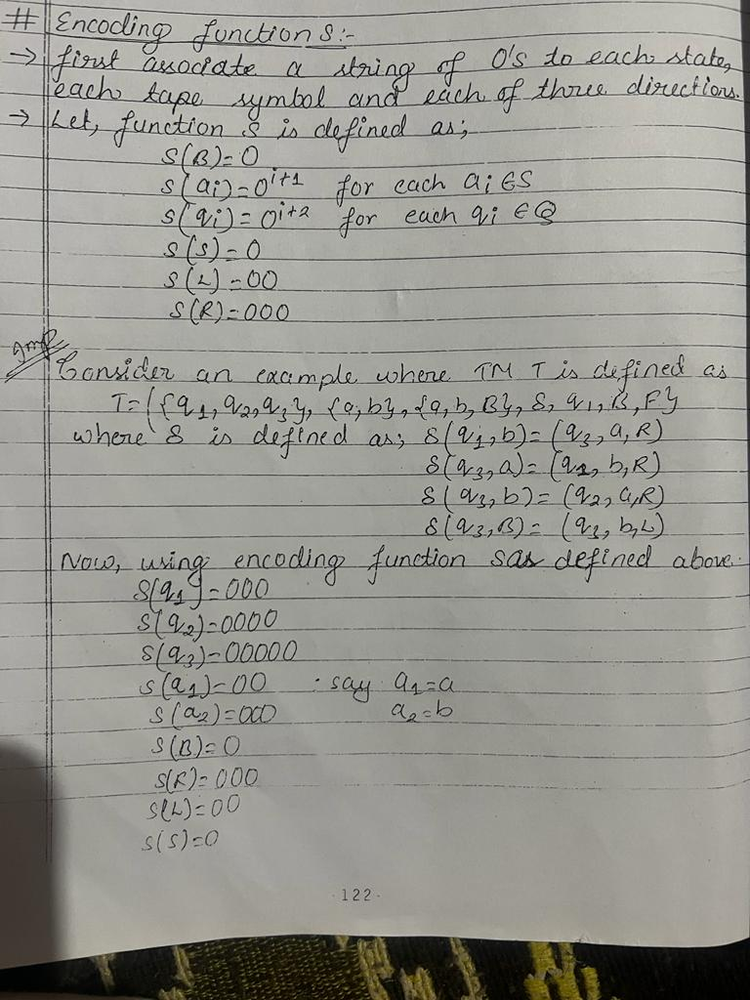 # Encoding function S:-
→ first associate a string of 0'S to each state,
each tape symbol and each of three directions.
→ Let, function S is defined as;
S(B)=0
S(ai)=0^i+1 for each ai ∈ S
S(qi)=0^i+2 for each qi ∈ Q
S(S)=0
S(L)=00
S(R)=000
Imp
Consider an example where TM T is defined as
T=({q1,q2,q3}, {a,b},{a,b,B},δ,q1,B,F}
where δ is defined as; δ(q1,b)=(q3,a,R)
δ(q3,a)=(q1,b,R)
δ(q3,b)=(q2,a,R)
δ(q3,B)=(q3,b,L)
Now, using encoding function S as defined above.
S(q1)=000
S(q2)=0000
S(q3)=00000
S(a1)=00 · say a1=a
S(a2)=000 a2=b
S(B)=0
S(R)=000
S(L)=00
S(S)=0
122